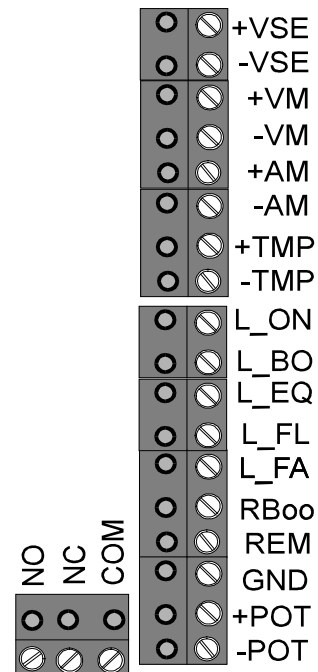 +VSE
-VSE
+VM
-VM
+AM
-AM
+TMP
-TMP
L_ON
L_BO
L_EQ
L_FL
L_FA
RBoo
REM
GND
+POT
-POT
NO
NC
COM